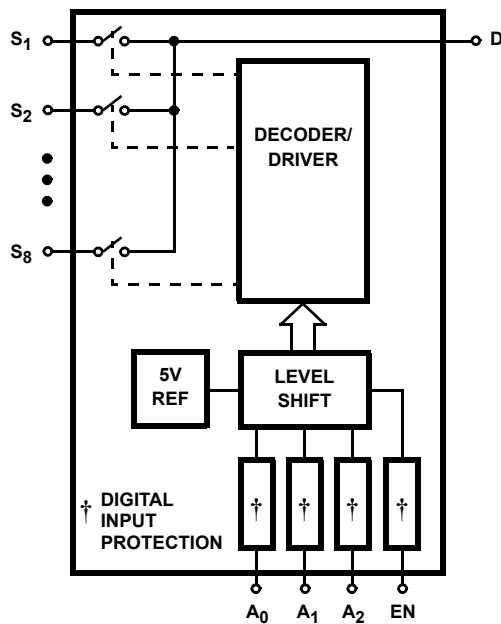 S1
D
S2
DECODER/
DRIVER
S8
5V
REF
LEVEL
SHIFT
† † † †
† DIGITAL
INPUT
PROTECTION
A0 A1 A2 EN